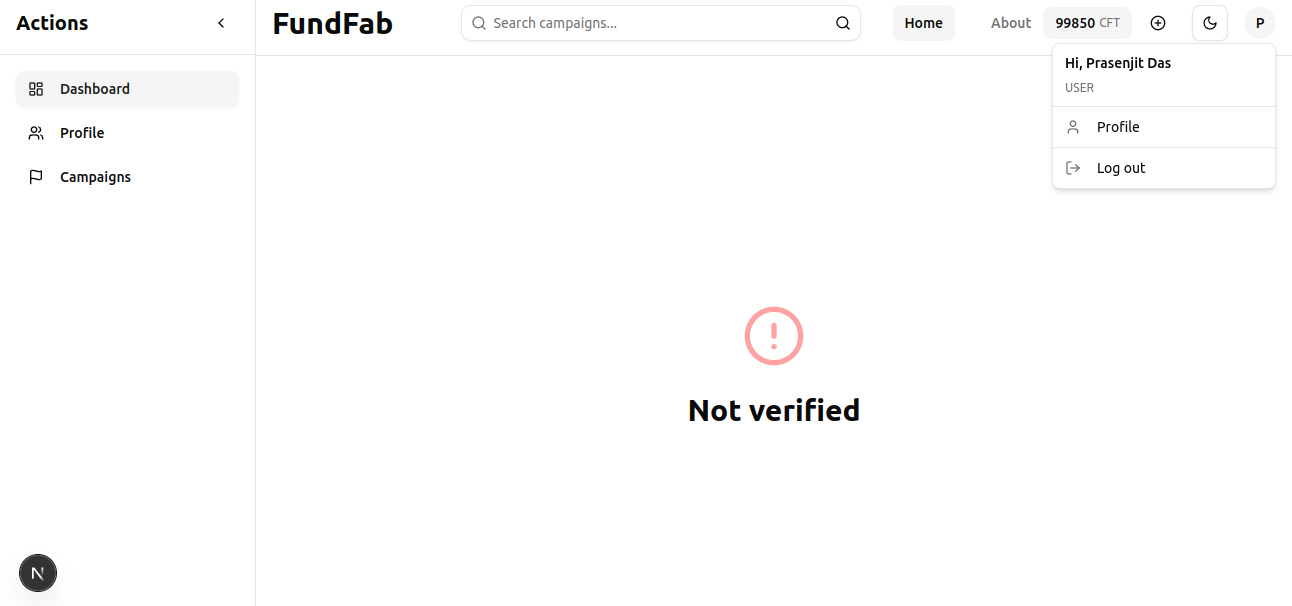 Actions
FundFab
Search campaigns...
Home
About
99850 CFT
P
Hi, Prasenjit Das
USER
Profile
Log out
Dashboard
Profile
Campaigns
Not verified
N